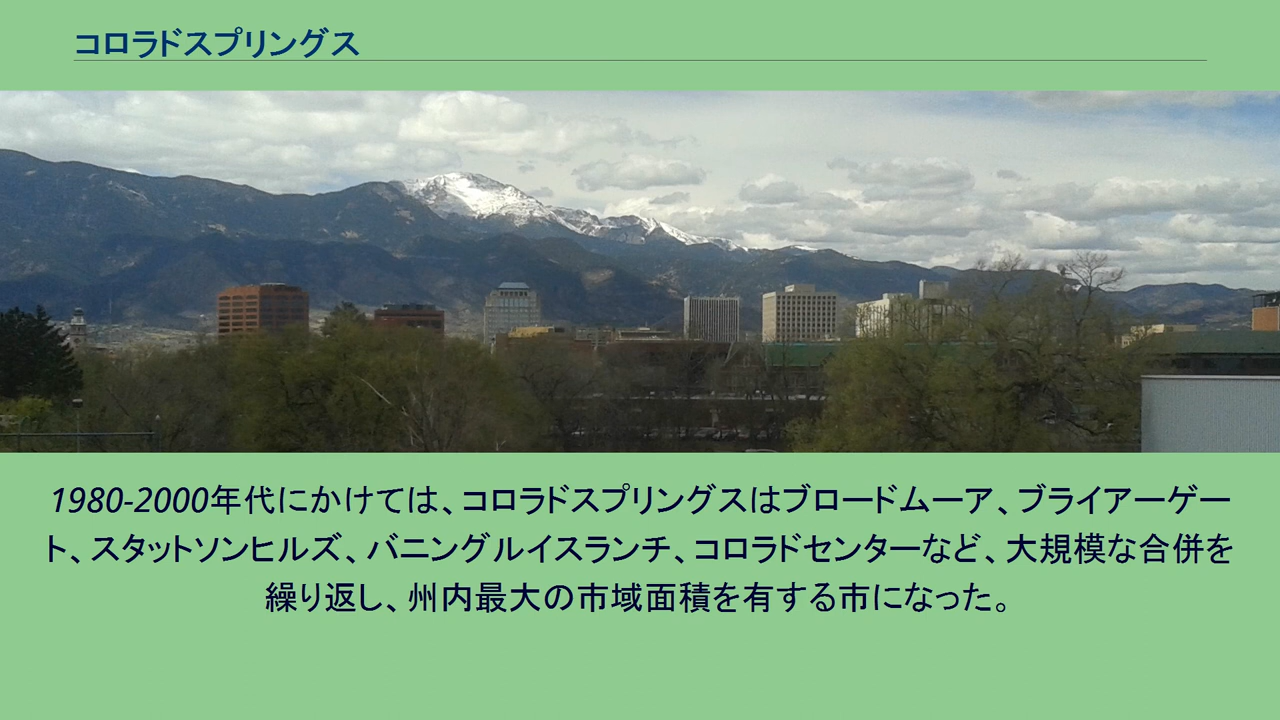 コロラドスプリングス
1980-2000年代にかけては、コロラドスプリングスはブロードムーア、ブライアーゲー
ト、スタットソンヒルズ、バニングルイスランチ、コロラドセンターなど、大規模な合併を
繰り返し、州内最大の市域面積を有する市になった。